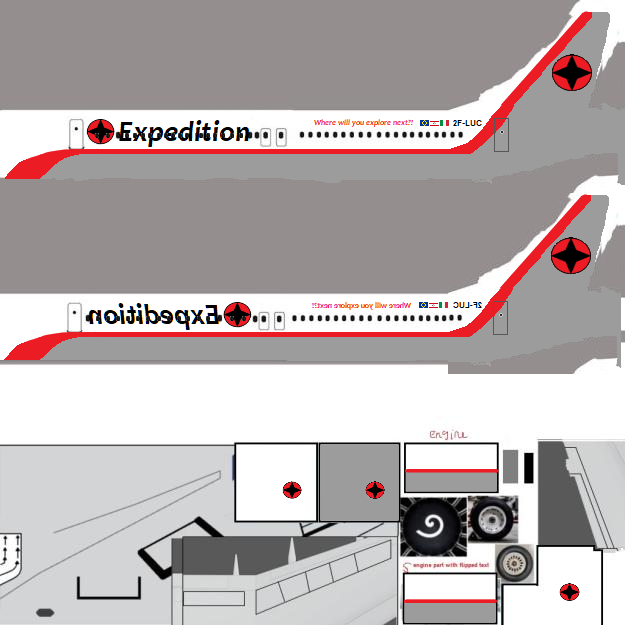 Where will you explore next?! 2F-LUC
Expedition
Where will you explore next?! 2F-LUC
Expedition
engine
engine part with flipped text